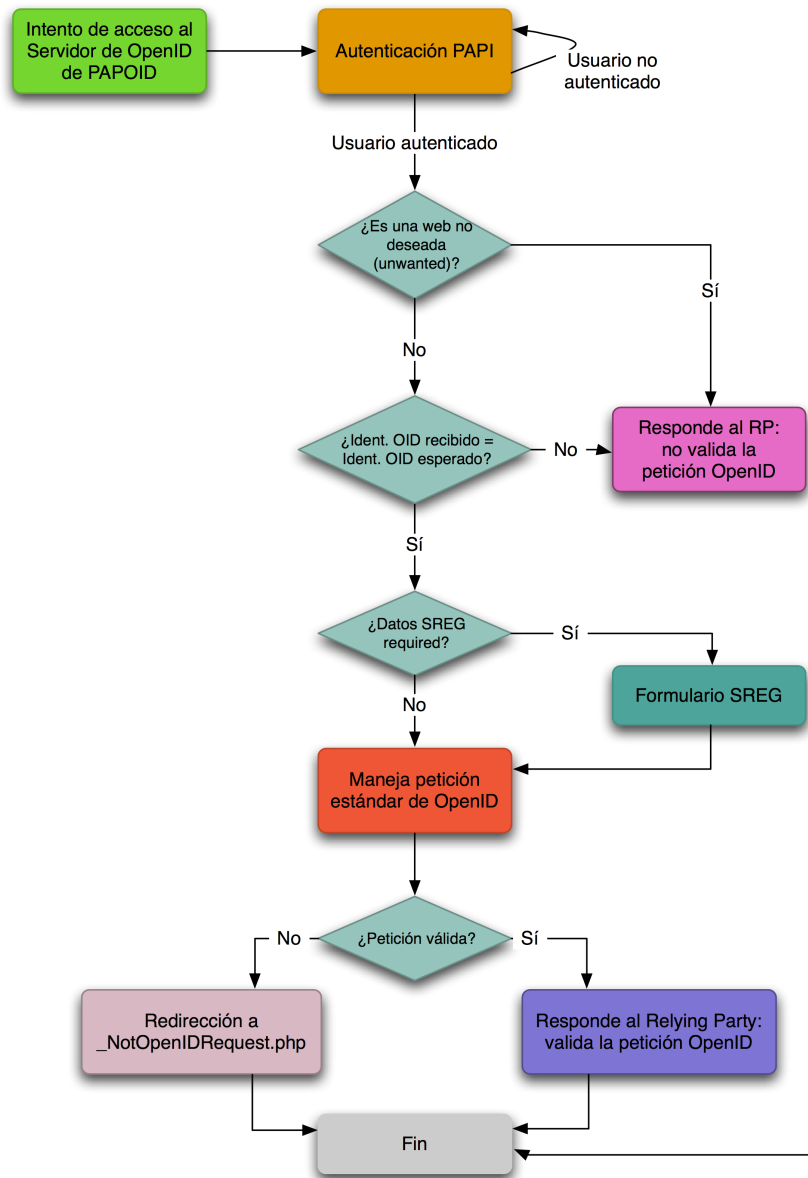 Intento de acceso al
Servidor de OpenID
de PAPOID
Autenticación PAPI
Usuario no
autenticado
Usuario autenticado
¿Es una web no
deseada
(unwanted)?
Sí
No
¿Ident. OID recibido =
Ident. OID esperado?
No
Responde al RP:
no valida la
petición OpenID
Sí
¿Datos SREG
required?
Sí
Formulario SREG
No
Maneja petición
estándar de OpenID
¿Petición válida?
No
Sí
Redirección a
_NotOpenIDRequest.php
Responde al Relying Party:
valida la petición OpenID
Fin